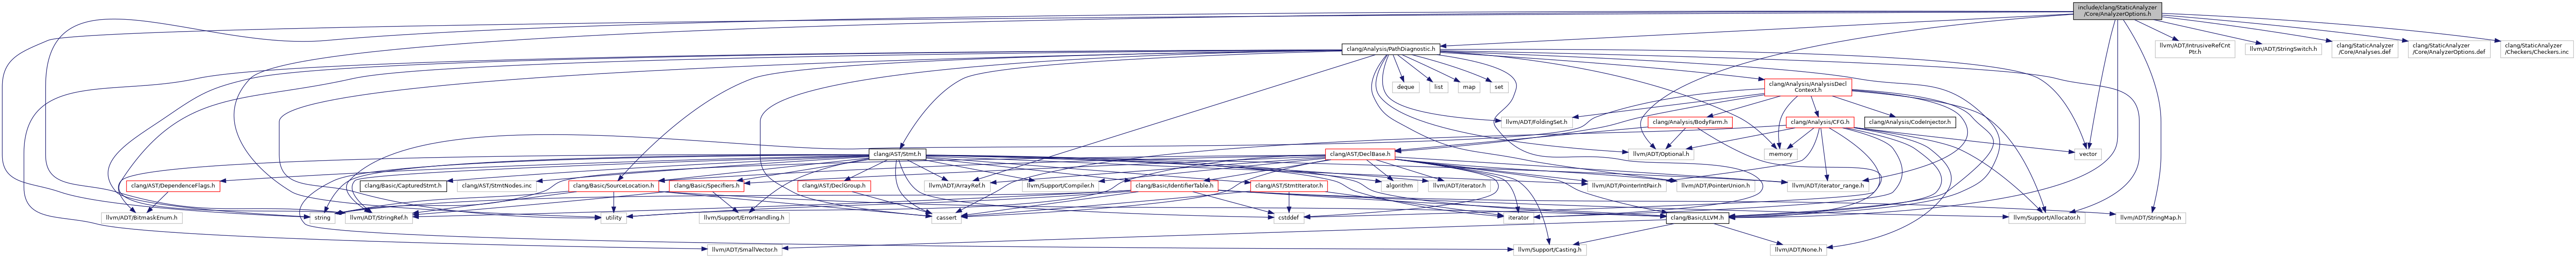 include/clang/StaticAnalyzer
/Core/AnalyzerOptions.h
clang/Analysis/PathDiagnostic.h
llvm/ADT/IntrusiveRefCnt
Ptr.h
llvm/ADT/StringSwitch.h
clang/StaticAnalyzer
/Core/Analyses.def
clang/StaticAnalyzer
/Core/AnalyzerOptions.def
clang/StaticAnalyzer
/Checkers/Checkers.inc
deque
list
map
set
clang/Analysis/AnalysisDecl
Context.h
llvm/ADT/FoldingSet.h
clang/Analysis/BodyFarm.h
clang/Analysis/CFG.h
clang/Analysis/CodeInjector.h
clang/AST/Stmt.h
clang/AST/DeclBase.h
llvm/ADT/Optional.h
memory
vector
clang/AST/DependenceFlags.h
clang/Basic/CapturedStmt.h
clang/AST/StmtNodes.inc
clang/Basic/SourceLocation.h
clang/Basic/Specifiers.h
clang/AST/DeclGroup.h
llvm/ADT/ArrayRef.h
llvm/Support/Compiler.h
clang/Basic/IdentifierTable.h
clang/AST/StmtIterator.h
algorithm
llvm/ADT/iterator.h
llvm/ADT/PointerIntPair.h
llvm/ADT/PointerUnion.h
llvm/ADT/iterator_range.h
llvm/ADT/BitmaskEnum.h
string
llvm/ADT/StringRef.h
utility
llvm/Support/ErrorHandling.h
cassert
cstddef
iterator
clang/Basic/LLVM.h
llvm/Support/Allocator.h
llvm/ADT/StringMap.h
llvm/ADT/SmallVector.h
llvm/Support/Casting.h
llvm/ADT/None.h